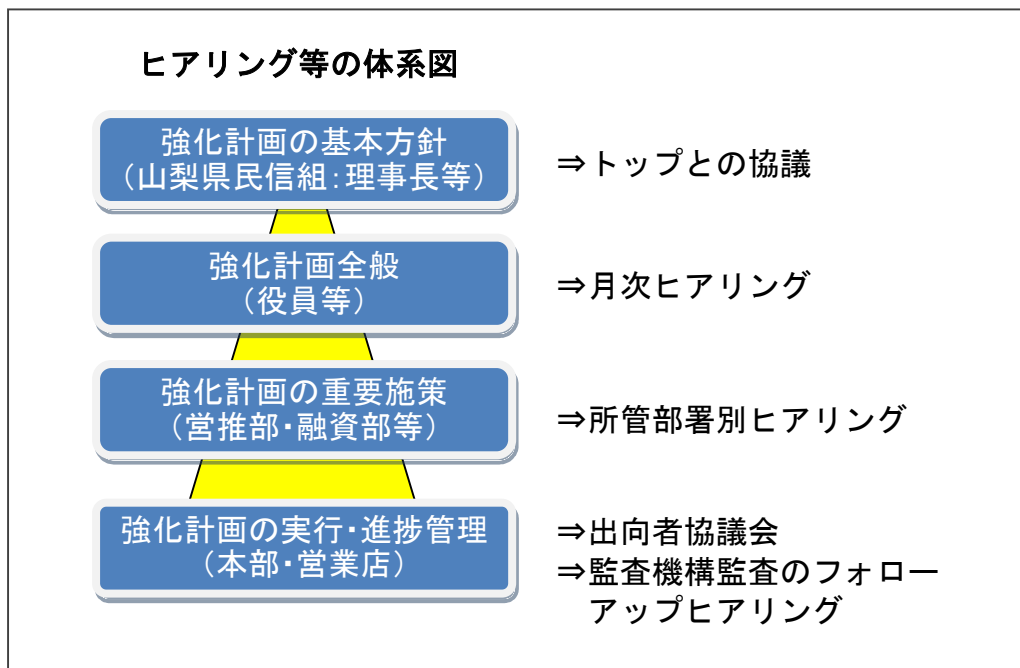 ヒアリング等の体系図
強化計画の基本方針
（山梨県民信組：理事長等）
⇒トップとの協議
強化計画全般
（役員等）
⇒月次ヒアリング
強化計画の重要施策
（営推部・融資部等）
⇒所管部署別ヒアリング
強化計画の実行・進捗管理
（本部・営業店）
⇒出向者協議会
⇒監査機構監査のフォロー
アップヒアリング